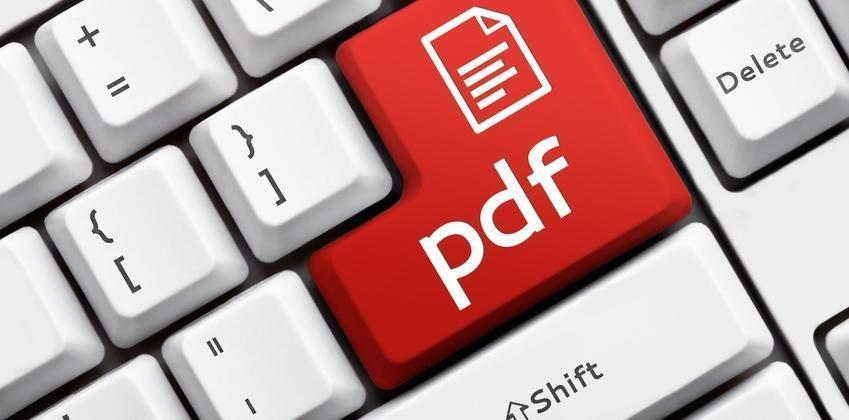 +
=
}
]
{
[
"
'
pdf
Delete
⇧Shift